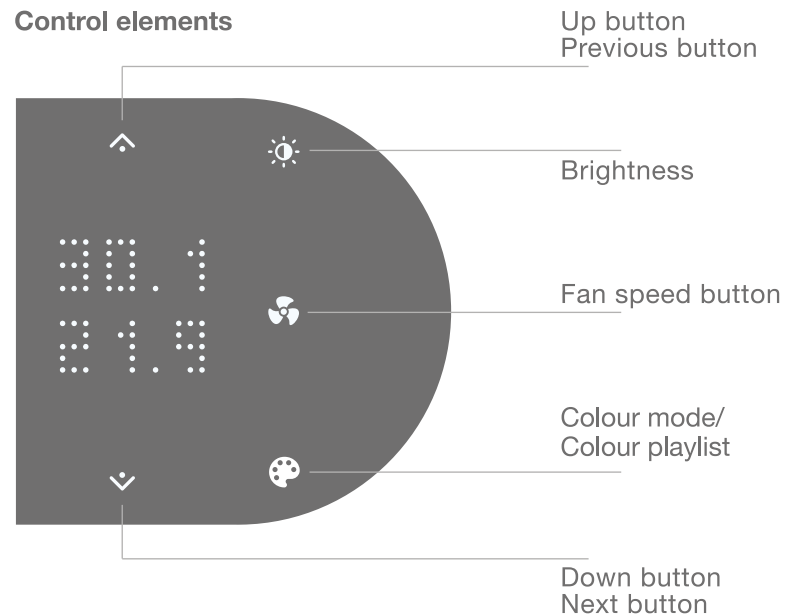 Control elements
Up button
Previous button
Brightness
30.1
21.9
Fan speed button
Colour mode/
Colour playlist
Down button
Next button